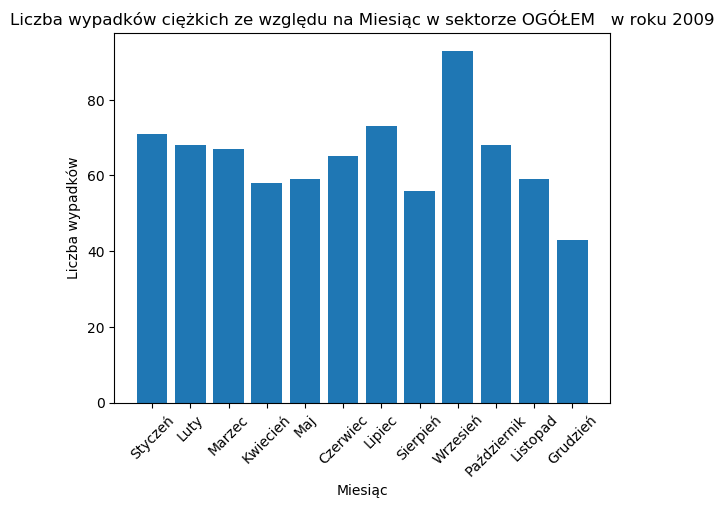 Liczba wypadków ciężkich ze względu na Miesiąc w sektorze OGÓŁEM   w roku 2009
Liczba wypadków
80
60
40
20
0
Styczeń
Luty
Marzec
Kwiecień
Maj
Czerwiec
Lipiec
Sierpień
Wrzesień
Październik
Listopad
Grudzień
Miesiąc